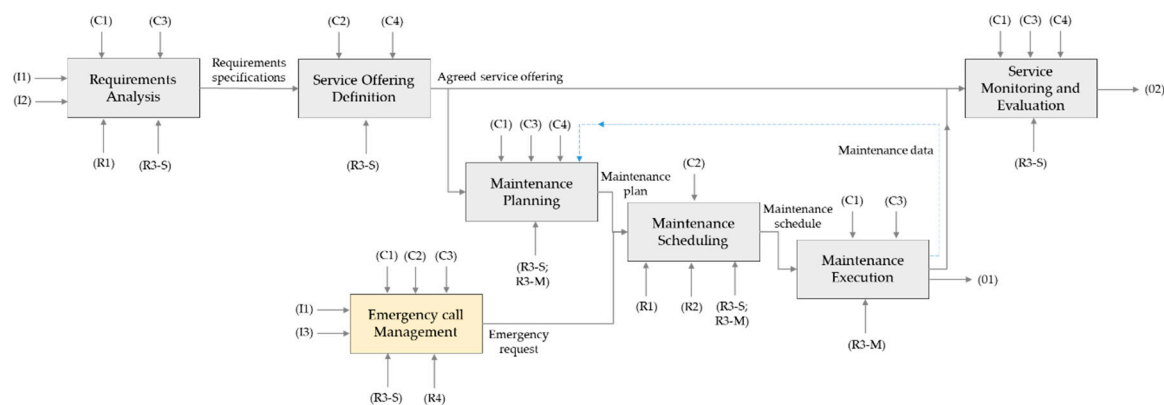 (C1) (C3)
(C2) (C4)
(C1) (C3) (C4)
(I1)
(I2)
Requirements
Analysis
Requirements
specifications
Service Offering
Definition
Agreed service offering
Service
Monitoring and
Evaluation
(02)
(R1)
(R3-S)
(R3-S)
(R3-S)
(C1) (C3) (C4)
Maintenance data
Maintenance
Planning
Maintenance
plan
(C2)
(R3-S;
R3-M)
Maintenance
Scheduling
Maintenance
schedule
(C1) (C3)
Maintenance
Execution
(01)
(R1)
(R2)
(R3-S;
R3-M)
(R3-M)
(C1) (C2) (C3)
(I1)
(I3)
Emergency call
Management
Emergency
request
(R3-S)
(R4)